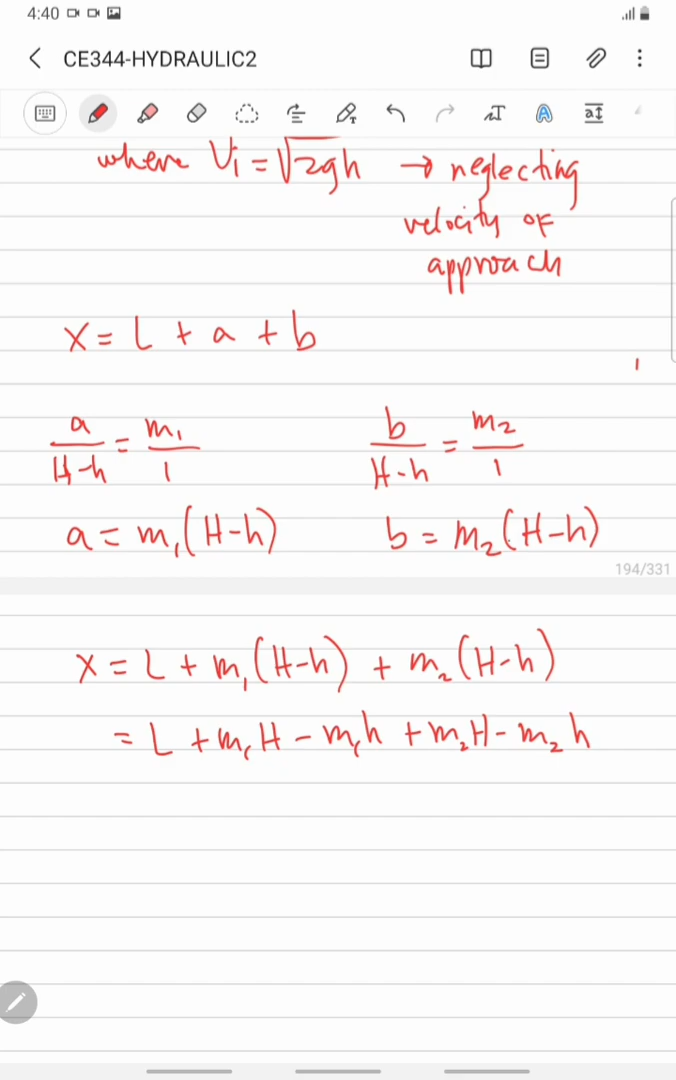 4:40
CE344-HYDRAULIC2
where Vi = √2gh → neglecting
velocity of
approach
x = L + a + b
a/(H-h) = m₁/1 b/(H-h) = m₂/1
a = m₁(H-h) b = m₂(H-h)
194/331
x = L + m₁(H-h) + m₂(H-h)
= L + m₁H - m₁h + m₂H - m₂h